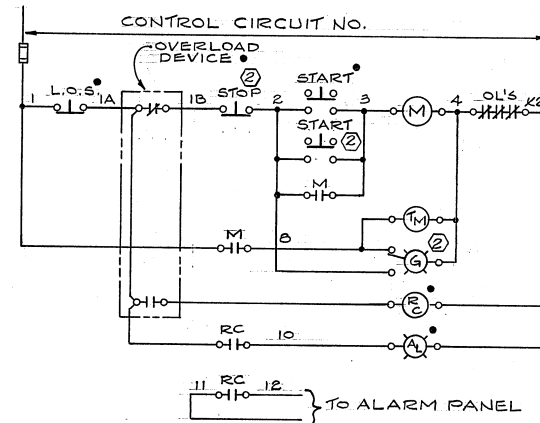 CONTROL CIRCUIT NO.
OVERLOAD
DEVICE
L.O.S
1 1A 1B
2
STOP
START
2 3 4
OL'S
X2
M
START
2
M
M
8
TM
G
2
RC
RC
10
AL
11 RC 12
TO ALARM PANEL